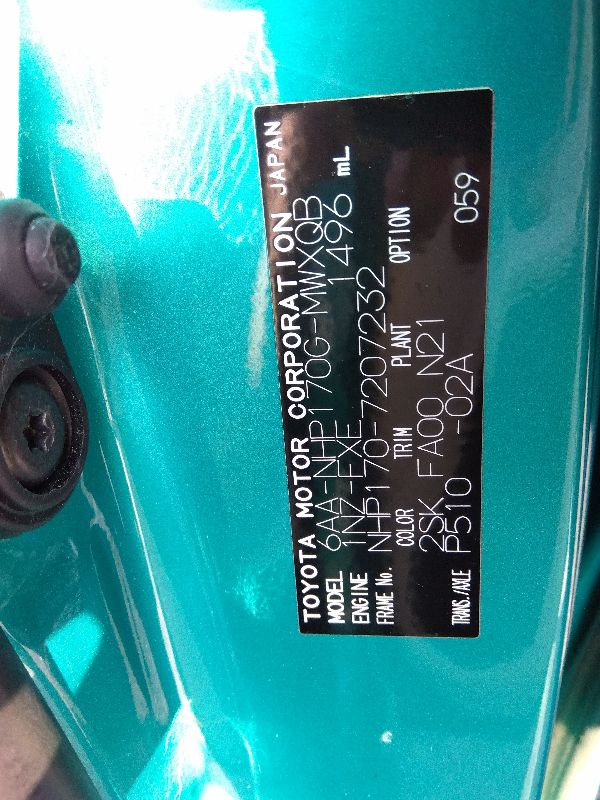 TOYOTA MOTOR CORPORATION JAPAN
MODEL 6AA-NHP170G-MWXQB
ENGINE 1NZ-FXE 1496 mL
FRAME No. NHP170-7207232
COLOR TRIM PLANT OPTION
2SK FA00 N21
TRANS./AXLE P510 -02A 059